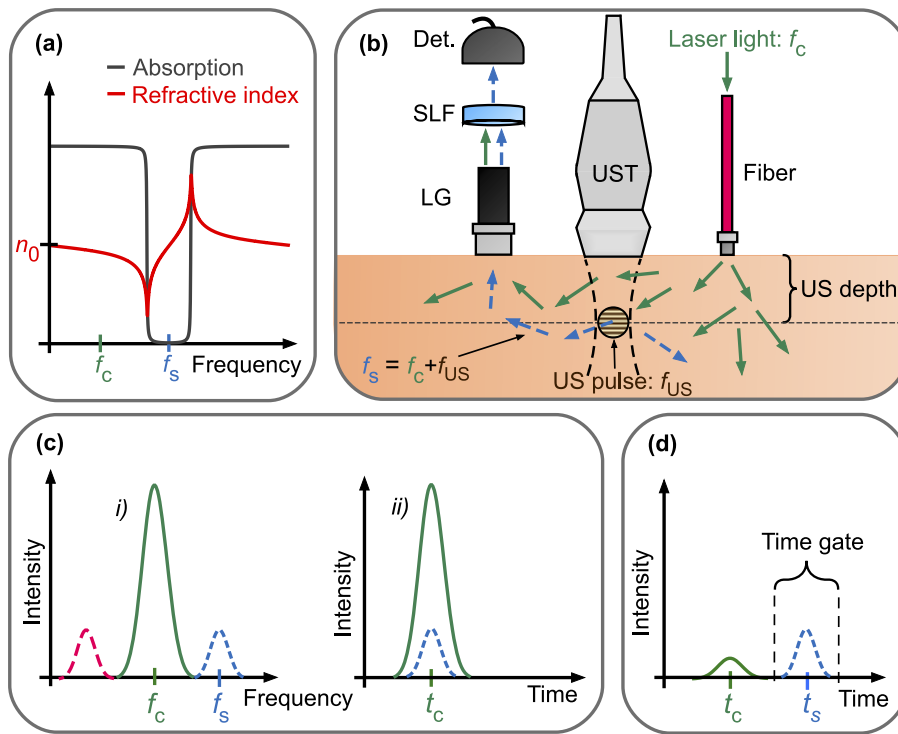 (a)
Absorption
Refractive index
n0
fc
fs
Frequency
(b)
Det.
SLF
LG
UST
Laser light: fc
Fiber
US depth
fs = fc+fUS
US pulse: fUS
(c)
i)
Intensity
fc
fs
Frequency
ii)
Intensity
tc
Time
(d)
Time gate
Intensity
tc
ts
Time